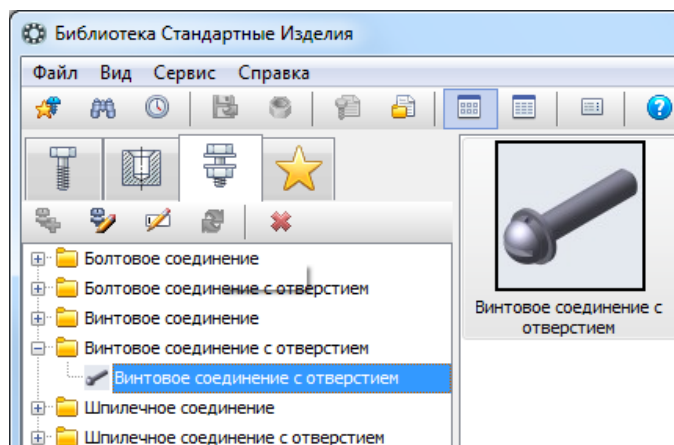 Библиотека Стандартные Изделия
Файл Вид Сервис Справка
Болтовое соединение
Болтовое соединение с отверстием
Винтовое соединение
Винтовое соединение с отверстием
Винтовое соединение с отверстием
Шпилечное соединение
Шпилечное соединение с отверстием
Винтовое соединение с
отверстием